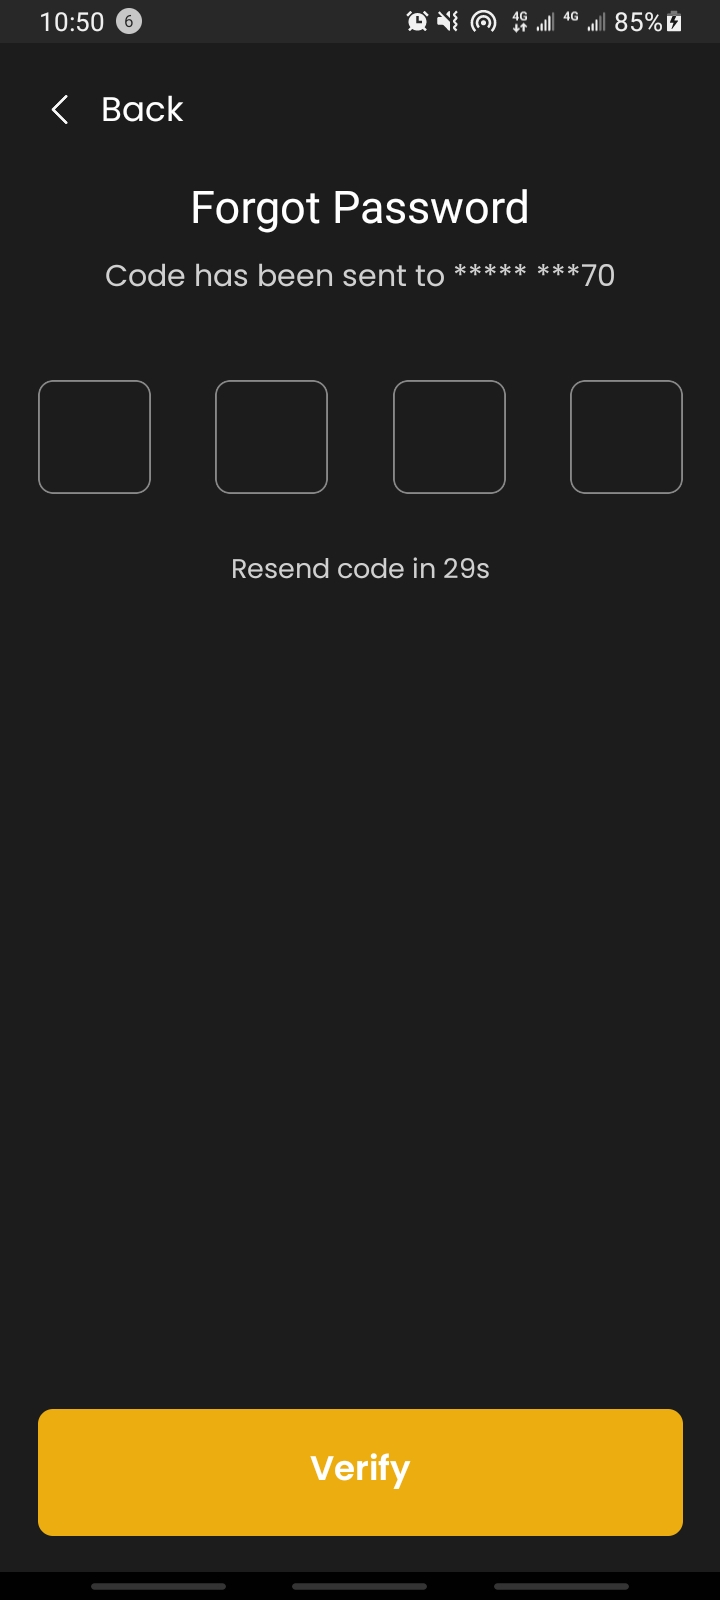 10:50 6 4G 4G 85%
Back
Forgot Password
Code has been sent to ***** ***70
Resend code in 29s
Verify